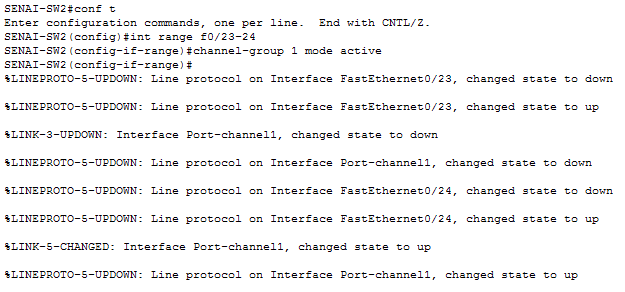 SENAI-SW2#conf t
Enter configuration commands, one per line.  End with CNTL/Z.
SENAI-SW2(config)#int range f0/23-24
SENAI-SW2(config-if-range)#channel-group 1 mode active
SENAI-SW2(config-if-range)#
%LINEPROTO-5-UPDOWN: Line protocol on Interface FastEthernet0/23, changed state to down
%LINEPROTO-5-UPDOWN: Line protocol on Interface FastEthernet0/23, changed state to up
%LINK-3-UPDOWN: Interface Port-channel1, changed state to down
%LINEPROTO-5-UPDOWN: Line protocol on Interface Port-channel1, changed state to down
%LINEPROTO-5-UPDOWN: Line protocol on Interface FastEthernet0/24, changed state to down
%LINEPROTO-5-UPDOWN: Line protocol on Interface FastEthernet0/24, changed state to up
%LINK-5-CHANGED: Interface Port-channel1, changed state to up
%LINEPROTO-5-UPDOWN: Line protocol on Interface Port-channel1, changed state to up